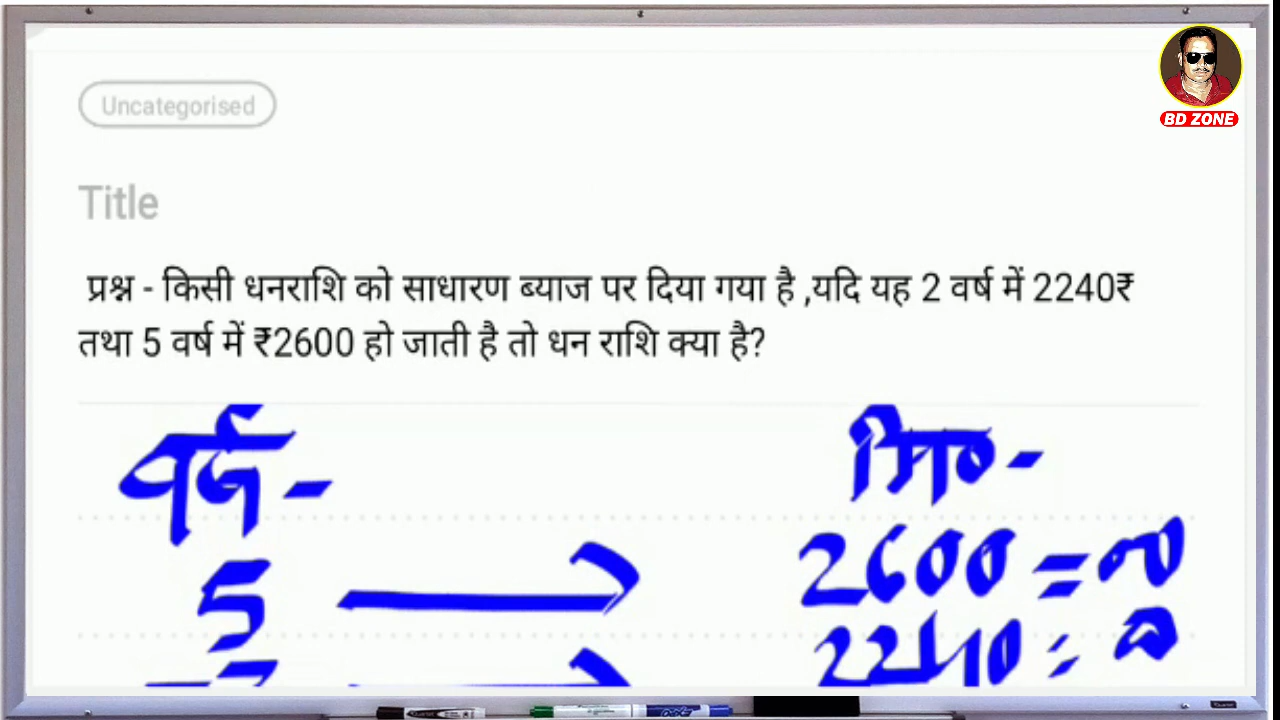 BD ZONE
Uncategorised
Title
प्रश्न - किसी धनराशि को साधारण ब्याज पर दिया गया है ,यदि यह 2 वर्ष में 2240₹
तथा 5 वर्ष में ₹2600 हो जाती है तो धन राशि क्या है?
वर्ष - मि० -
5 2600 =
2240 :